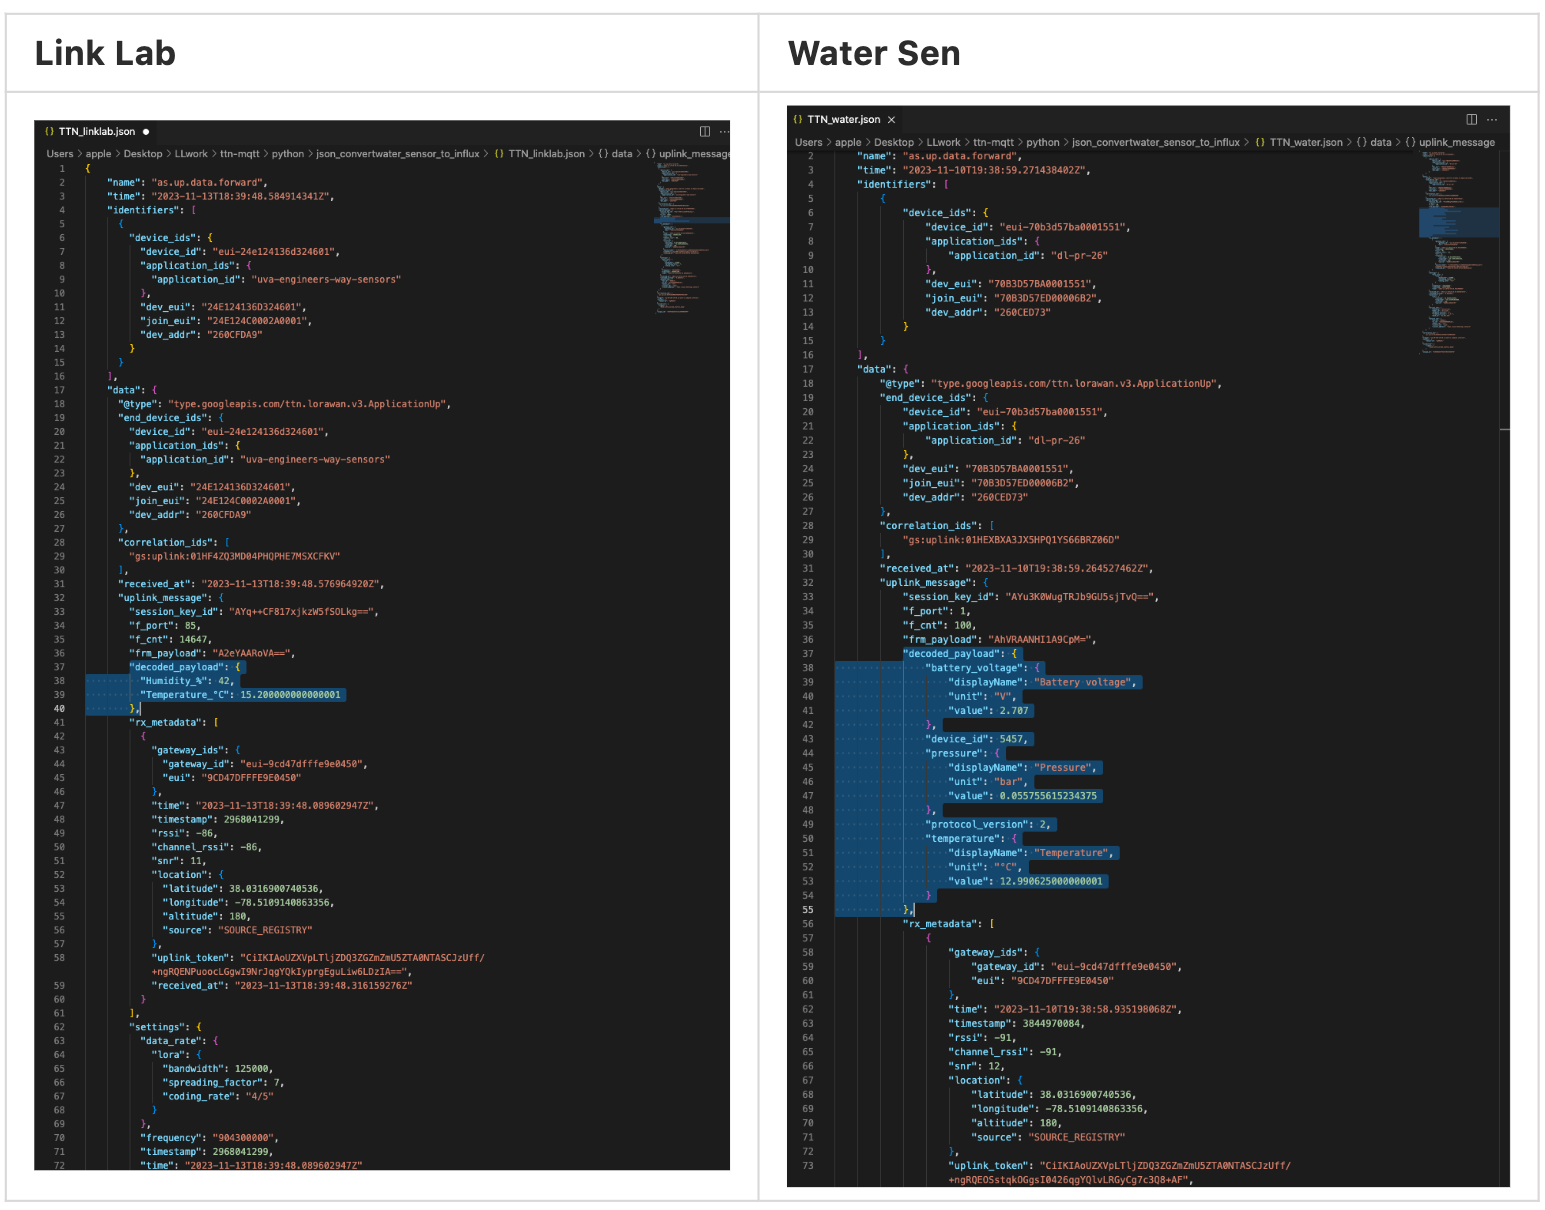 Link Lab
{} TTN_linklab.json ●
Users > apple > Desktop > LLwork > ttn-mqtt > python > json_convertwater_sensor_to_influx > {} TTN_linklab.json > {} data > {} uplink_message
1 {
2 "name": "as.up.data.forward",
3 "time": "2023-11-13T18:39:48.584914341Z",
4 "identifiers": [
5 {
6 "device_ids": {
7 "device_id": "eui-24e124136d324601",
8 "application_ids": {
9 "application_id": "uva-engineers-way-sensors"
10 },
11 "dev_eui": "24E124136D324601",
12 "join_eui": "24E124C0002A0001",
13 "dev_addr": "260CFDA9"
14 }
15 }
16 ],
17 "data": {
18 "@type": "type.googleapis.com/ttn.lorawan.v3.ApplicationUp",
19 "end_device_ids": {
20 "device_id": "eui-24e124136d324601",
21 "application_ids": {
22 "application_id": "uva-engineers-way-sensors"
23 },
24 "dev_eui": "24E124136D324601",
25 "join_eui": "24E124C0002A0001",
26 "dev_addr": "260CFDA9"
27 },
28 "correlation_ids": [
29 "gs:uplink:01HF4ZQ3MD04PHQPHE7MSXCFKV"
30 ],
31 "received_at": "2023-11-13T18:39:48.576964920Z",
32 "uplink_message": {
33 "session_key_id": "AYq++CF817xjkzW5fSOLkg==",
34 "f_port": 85,
35 "f_cnt": 14647,
36 "frm_payload": "A2eYAARoVA==",
37 "decoded_payload": {
38 "Humidity_%": 42,
39 "Temperature_°C": 15.200000000000001
40 },
41 "rx_metadata": [
42 {
43 "gateway_ids": {
44 "gateway_id": "eui-9cd47dfffe9e0450",
45 "eui": "9CD47DFFFE9E0450"
46 },
47 "time": "2023-11-13T18:39:48.089602947Z",
48 "timestamp": 2968041299,
49 "rssi": -86,
50 "channel_rssi": -86,
51 "snr": 11,
52 "location": {
53 "latitude": 38.0316900740536,
54 "longitude": -78.5109140863356,
55 "altitude": 180,
56 "source": "SOURCE_REGISTRY"
57 },
58 "uplink_token": "CiIKIAoUZXVpLTljZDQ3ZGZmZmU5ZTA0NTASCJzUff/
+ngRQENPuoocLGgwI9NrJqgYQkIyprgEguLiw6LDzIA==",
59 "received_at": "2023-11-13T18:39:48.316159276Z"
60 }
61 ],
62 "settings": {
63 "data_rate": {
64 "lora": {
65 "bandwidth": 125000,
66 "spreading_factor": 7,
67 "coding_rate": "4/5"
68 }
69 },
70 "frequency": "904300000",
71 "timestamp": 2968041299,
72 "time": "2023-11-13T18:39:48.089602947Z"
Water Sen
{} TTN_water.json ×
Users > apple > Desktop > LLwork > ttn-mqtt > python > json_convertwater_sensor_to_influx > {} TTN_water.json > {} data > {} uplink_message
2 "name": "as.up.data.forward",
3 "time": "2023-11-10T19:38:59.271438402Z",
4 "identifiers": [
5 {
6 "device_ids": {
7 "device_id": "eui-70b3d57ba0001551",
8 "application_ids": {
9 "application_id": "dl-pr-26"
10 },
11 "dev_eui": "70B3D57BA0001551",
12 "join_eui": "70B3D57ED00006B2",
13 "dev_addr": "260CED73"
14 }
15 }
16 ],
17 "data": {
18 "@type": "type.googleapis.com/ttn.lorawan.v3.ApplicationUp",
19 "end_device_ids": {
20 "device_id": "eui-70b3d57ba0001551",
21 "application_ids": {
22 "application_id": "dl-pr-26"
23 },
24 "dev_eui": "70B3D57BA0001551",
25 "join_eui": "70B3D57ED00006B2",
26 "dev_addr": "260CED73"
27 },
28 "correlation_ids": [
29 "gs:uplink:01HEXBXA3JX5HPQ1YS66BRZ06D"
30 ],
31 "received_at": "2023-11-10T19:38:59.264527462Z",
32 "uplink_message": {
33 "session_key_id": "AYu3K0WugTRJb9GU5sjTvQ==",
34 "f_port": 1,
35 "f_cnt": 100,
36 "frm_payload": "AhVRAANHI1A9CpM=",
37 "decoded_payload": {
38 "battery_voltage": {
39 "displayName": "Battery voltage",
40 "unit": "V",
41 "value": 2.707
42 },
43 "device_id": 5457,
44 "pressure": {
45 "displayName": "Pressure",
46 "unit": "bar",
47 "value": 0.055755615234375
48 },
49 "protocol_version": 2,
50 "temperature": {
51 "displayName": "Temperature",
52 "unit": "°C",
53 "value": 12.990625000000001
54 }
55 },
56 "rx_metadata": [
57 {
58 "gateway_ids": {
59 "gateway_id": "eui-9cd47dfffe9e0450",
60 "eui": "9CD47DFFFE9E0450"
61 },
62 "time": "2023-11-10T19:38:58.935198068Z",
63 "timestamp": 3844970084,
64 "rssi": -91,
65 "channel_rssi": -91,
66 "snr": 12,
67 "location": {
68 "latitude": 38.0316900740536,
69 "longitude": -78.5109140863356,
70 "altitude": 180,
71 "source": "SOURCE_REGISTRY"
72 },
73 "uplink_token": "CiIKIAoUZXVpLTljZDQ3ZGZmZmU5ZTA0NTASCJzUff/
+ngRQEOSstqkOGgsI0426qgYQlvLRGyCg7c3Q8+AF",